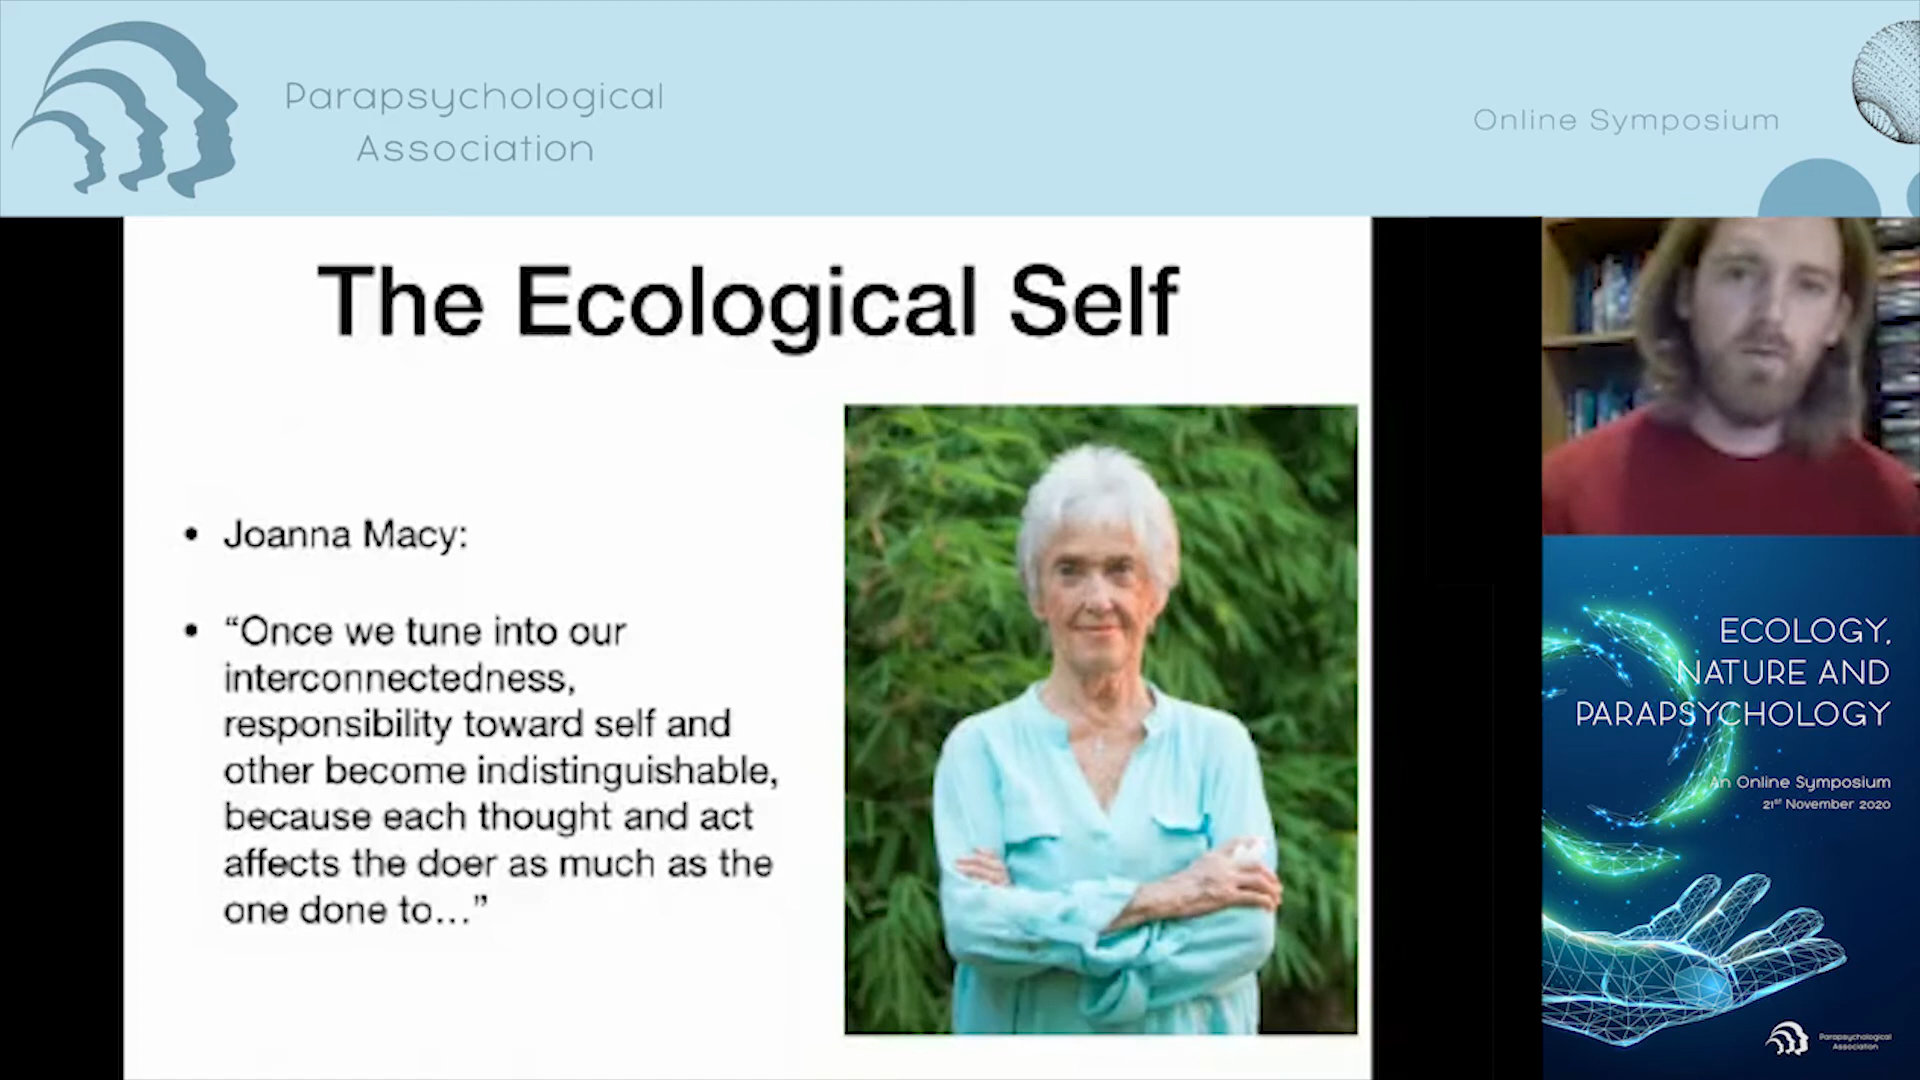 Parapsychological
Association
Online Symposium
The Ecological Self
• Joanna Macy:
• “Once we tune into our
interconnectedness,
responsibility toward self and
other become indistinguishable,
because each thought and act
affects the doer as much as the
one done to…”
ECOLOGY,
NATURE AND
PARAPSYCHOLOGY
An Online Symposium
21st November 2020
Parapsychological
Association